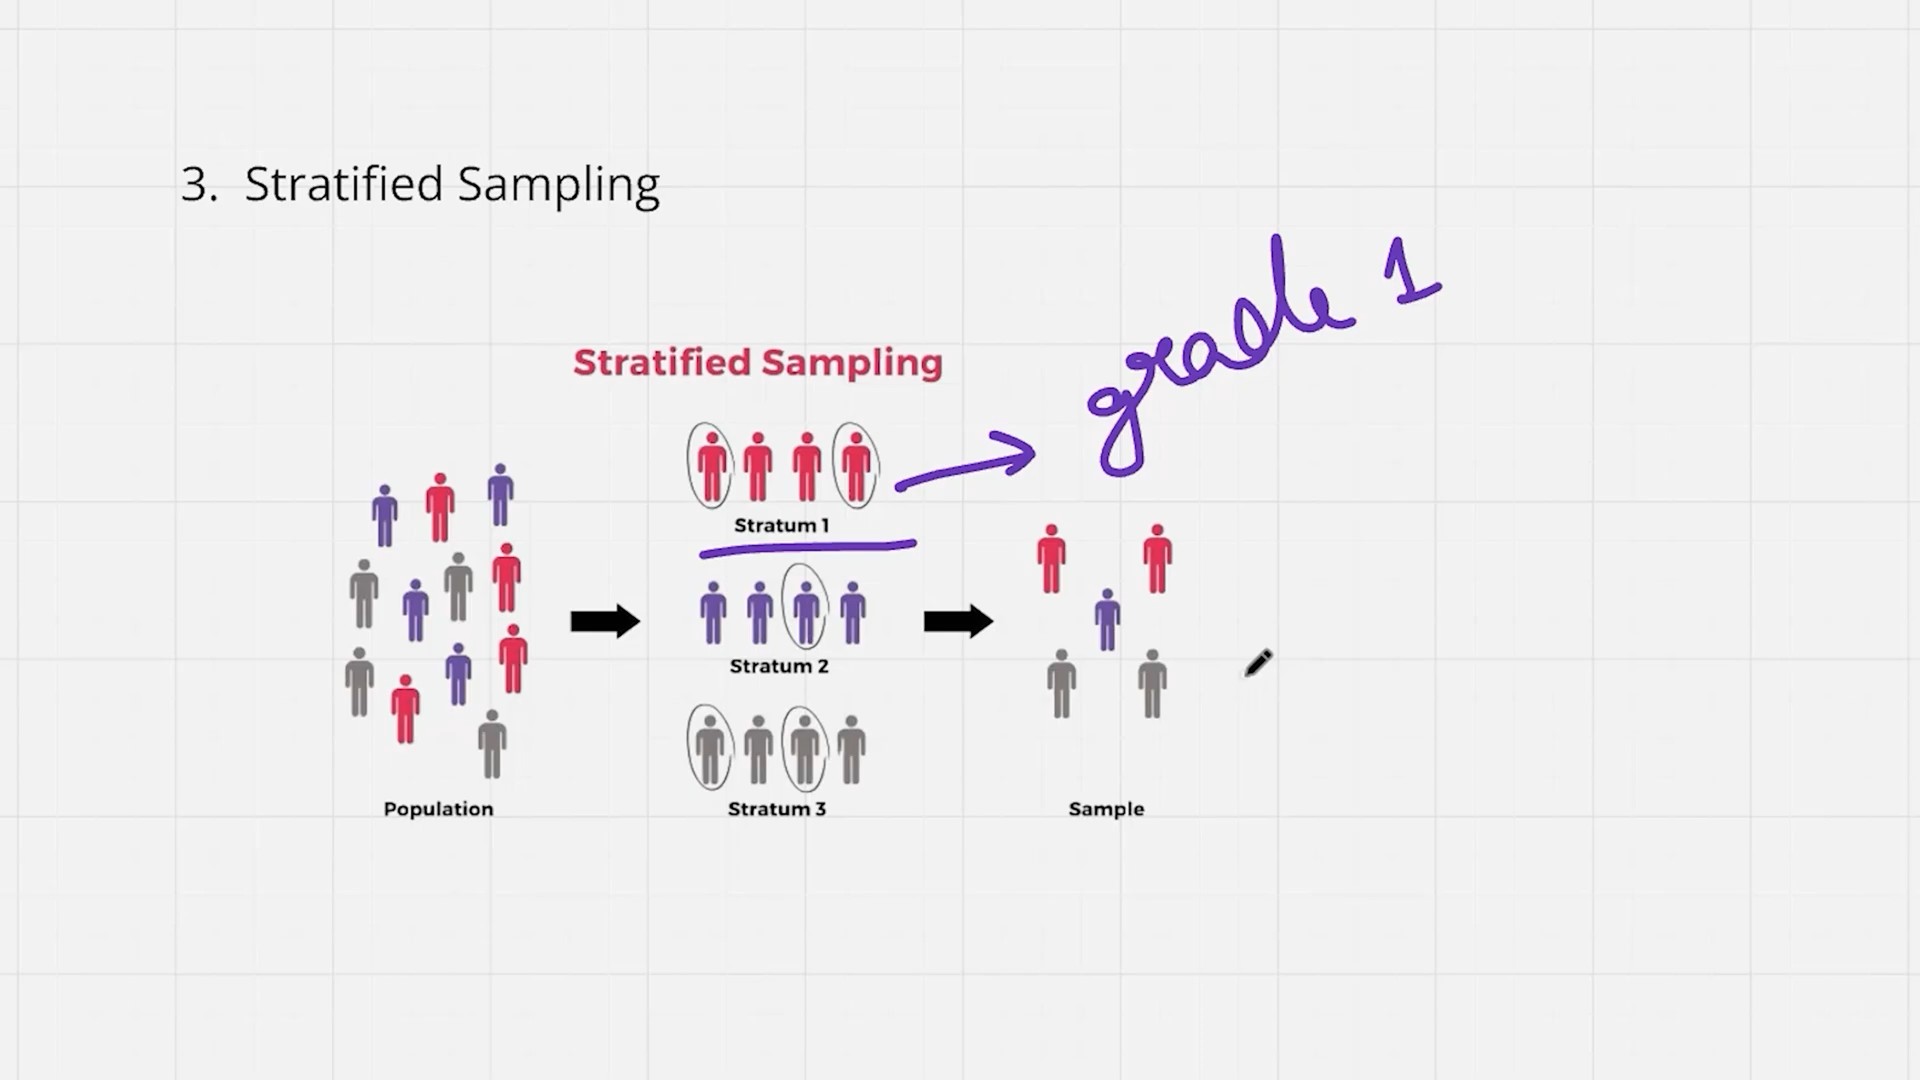 3. Stratified Sampling
grade 1
Stratified Sampling
Stratum 1
Stratum 2
Stratum 3
Population
Sample